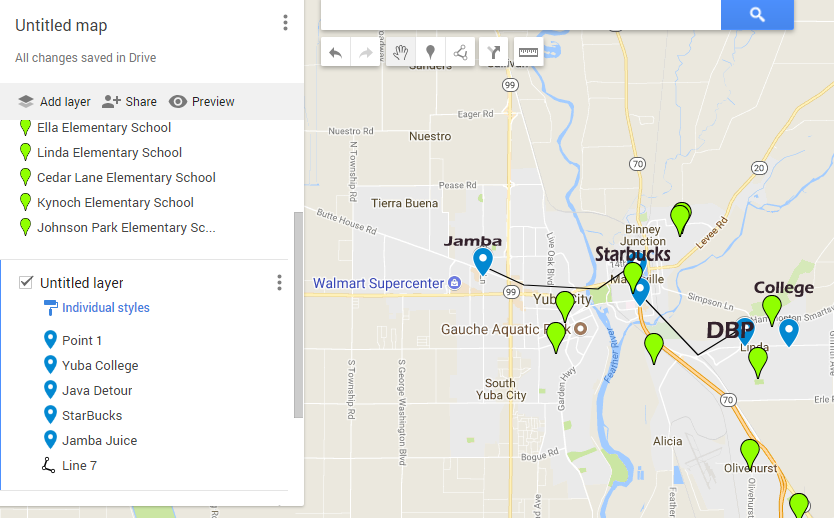 Untitled map
All changes saved in Drive
Add layer
Share
Preview
Ella Elementary School
Linda Elementary School
Cedar Lane Elementary School
Kynoch Elementary School
Johnson Park Elementary Sc...
Untitled layer
Individual styles
Point 1
Yuba College
Java Detour
StarBucks
Jamba Juice
Line 7
Sanders
99
Eager Rd
Nuestro Rd
Nuestro
N Township Rd
70
20
Pease Rd
Tierra Buena
Butte House Rd
Live Oak Blvd
Binney
Junction
Levee Rd
Jamba
Starbucks
Walmart Supercenter
Ln
99
Yuba City
College
Simpson Ln
DBP
Linda
Gauche Aquatic Park
Feather River
Garden Hwy
S Township Rd
S George Washington Blvd
South
Yuba City
70
Erle R
Alicia
Bogue Rd
Olivehurst
Olivehurst
Feather